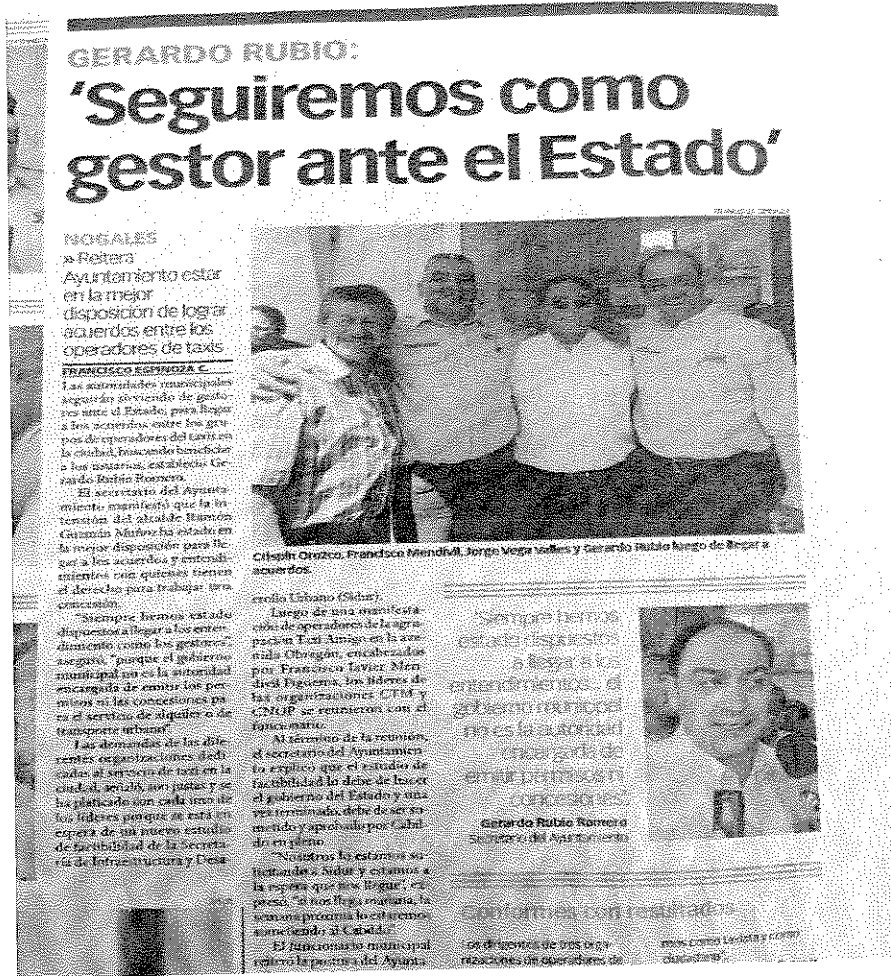 GERARDO RUBIO:
'Seguiremos como
gestor ante el Estado'
NOGALES
» Reitera
Ayuntamiento estar
en la mejor
disposición de lograr
acuerdos entre los
operadores de taxis
FRANCISCO ESPINOZA C.
Las autoridades municipales
seguirán sirviendo de gesto-
res ante el Estado, para llegar
a los acuerdos entre los gru-
pos de operadores del taxis en
la ciudad, buscando beneficiar
a los usuarios, estableció Ge-
rardo Rubio Romero.
El secretario del Ayunta-
miento manifestó que la in-
tensión del alcalde Ramón
Guzmán Muñoz ha estado en
la mejor disposición para lle-
gar a los acuerdos y entendi-
mientos con quienes tienen
el derecho para trabajar una
concesión.
"Siempre hemos estado
dispuestos a llegar a los enten-
dimiento como los gestores",
aseguró, "porque el gobierno
municipal no es la autoridad
encargada de emitir los per-
misos ni las concesiones pa-
ra el servicio de alquiler o de
transporte urbano".
Las demandas de las dife-
rentes organizaciones dedi-
cadas al servicio de taxi en la
ciudad, señaló, son justas y se
ha platicado con cada uno de
los líderes porque se está en
espera de un nuevo estudio
de factibilidad de la Secreta-
ría de Infraestructura y Desa-
Crispín Orozco, Francisco Mendívil, Jorge Vega Valles y Gerardo Rubio luego de llegar a
acuerdos.
rrollo Urbano (Sidur).
Luego de una manifesta-
ción de operadores de la agru-
pación Taxi Amigo en la ave-
nida Obregón, encabezados
por Francisco Javier Men-
dívil Figueroa, los líderes de
las organizaciones CTM y
CNOP se reunieron con el
funcionario.
Al término de la reunión,
el secretario del Ayuntamien-
to explicó que el estudio de
factibilidad lo debe de hacer
el gobierno del Estado y una
vez terminado, debe de ser so-
metido y aprobado por Cabil-
do en pleno.
"Nosotros lo estamos so-
licitando a Sidur y estamos a
la espera que nos llegue", ex-
presó, "si nos llega mañana, la
semana próxima lo estaremos
sometiendo al Cabildo".
El funcionario municipal
reiteró la postura del Ayunta-
"Siempre hemos
estado dispuestos
a llegar a los
entendimientos... el
gobierno municipal
no es la autoridad
encargada de
emitir permisos ni
concesiones"
Gerardo Rubio Romero
Secretario del Ayuntamiento
Conformes con resultados
Los dirigentes de tres orga-
nizaciones de operadores de
ciudadano".